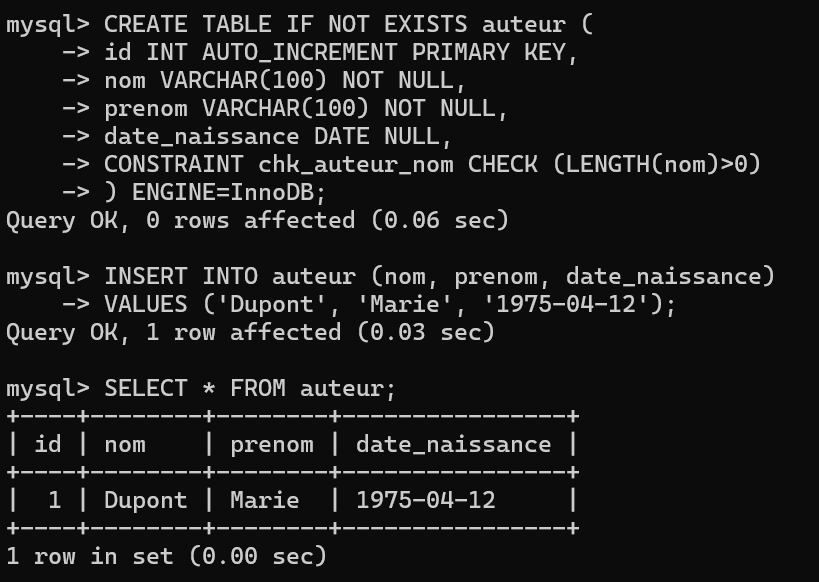 mysql> CREATE TABLE IF NOT EXISTS auteur (
    -> id INT AUTO_INCREMENT PRIMARY KEY,
    -> nom VARCHAR(100) NOT NULL,
    -> prenom VARCHAR(100) NOT NULL,
    -> date_naissance DATE NULL,
    -> CONSTRAINT chk_auteur_nom CHECK (LENGTH(nom)>0)
    -> ) ENGINE=InnoDB;
Query OK, 0 rows affected (0.06 sec)

mysql> INSERT INTO auteur (nom, prenom, date_naissance)
    -> VALUES ('Dupont', 'Marie', '1975-04-12');
Query OK, 1 row affected (0.03 sec)

mysql> SELECT * FROM auteur;
+----+--------+--------+----------------+
| id | nom    | prenom | date_naissance |
+----+--------+--------+----------------+
|  1 | Dupont | Marie  | 1975-04-12     |
+----+--------+--------+----------------+
1 row in set (0.00 sec)